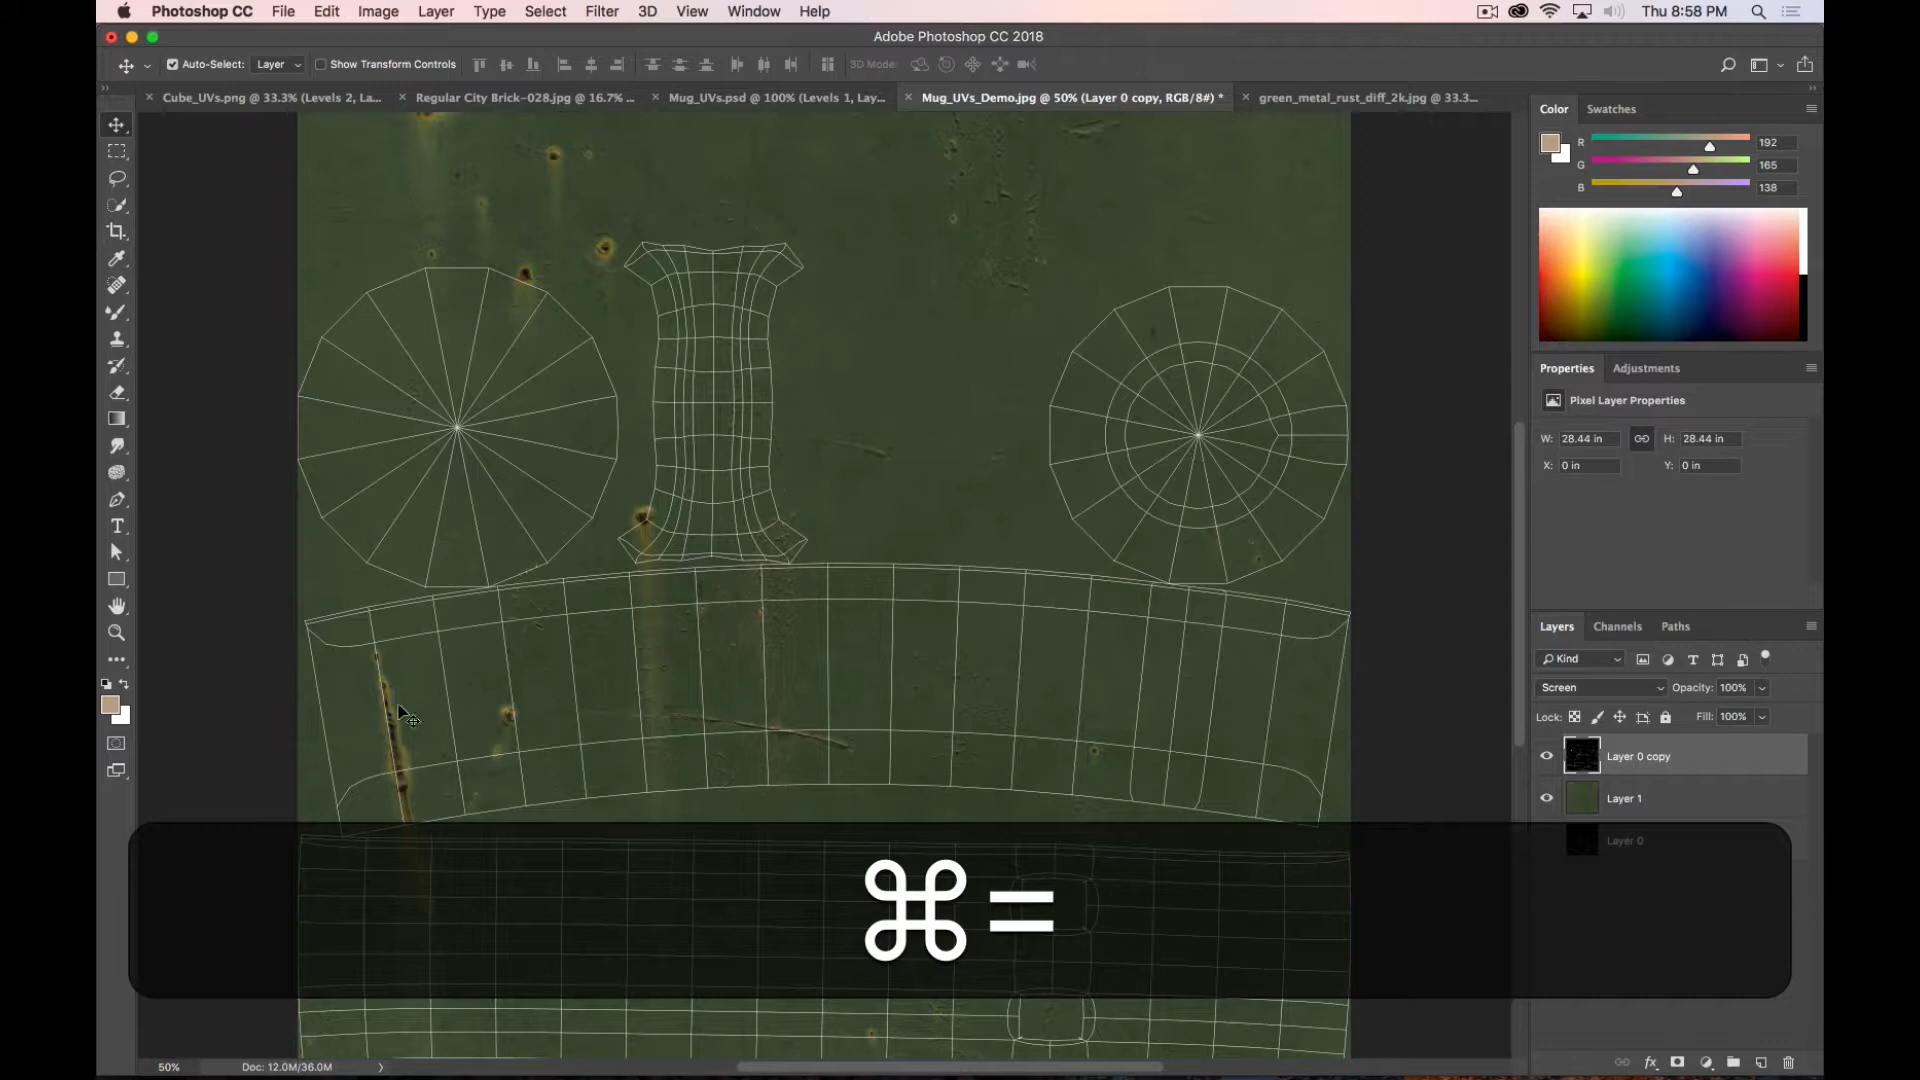 Photoshop CC File Edit Image Layer Type Select Filter 3D View Window Help Thu 8:58 PM
Adobe Photoshop CC 2018
Auto-Select: Layer Show Transform Controls 3D Mode:
Cube_UVs.png @ 33.3% (Levels 2, La... Regular City Brick-028.jpg @ 16.7% ... Mug_UVs.psd @ 100% (Levels 1, Lay... Mug_UVs_Demo.jpg @ 50% (Layer 0 copy, RGB/8#) * green_metal_rust_diff_2k.jpg @ 33.3...
Color Swatches
R 192
G 165
B 138
Properties Adjustments
Pixel Layer Properties
W: 28.44 in H: 28.44 in
X: 0 in Y: 0 in
Layers Channels Paths
Kind
Screen Opacity: 100%
Lock: Fill: 100%
Layer 0 copy
Layer 1
Layer 0
⌘=
50% Doc: 12.0M/36.0M